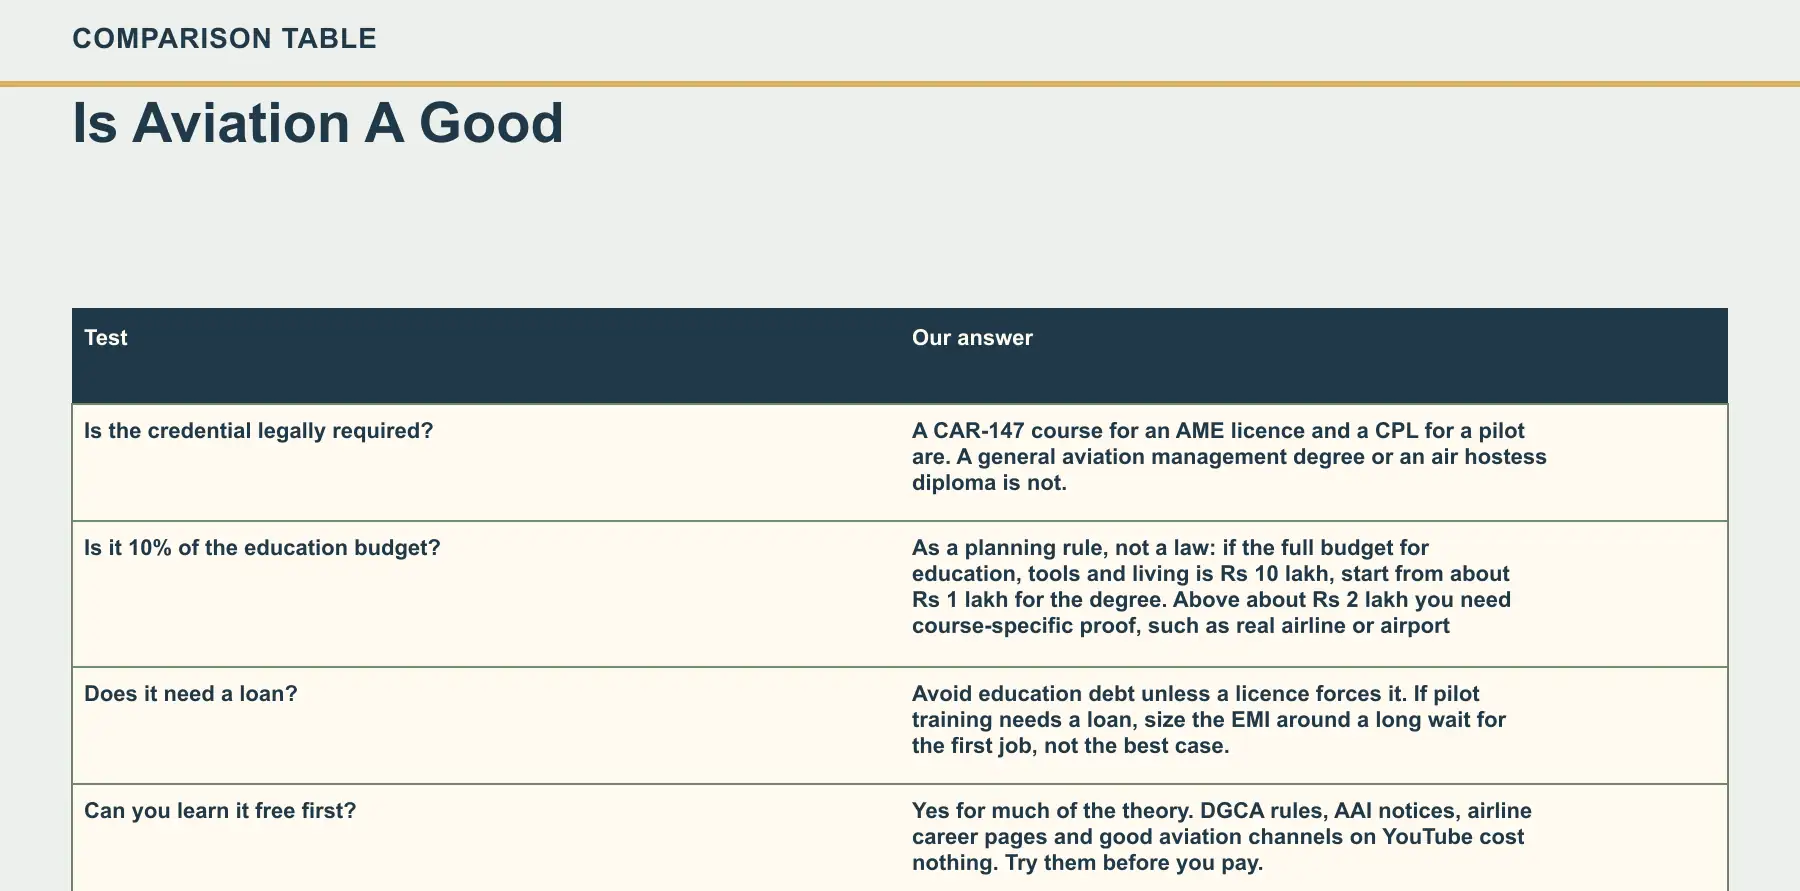 COMPARISON TABLE
Is Aviation A Good
Test
Our answer
Is the credential legally required?
A CAR-147 course for an AME licence and a CPL for a pilot
are. A general aviation management degree or an air hostess
diploma is not.
Is it 10% of the education budget?
As a planning rule, not a law: if the full budget for
education, tools and living is Rs 10 lakh, start from about
Rs 1 lakh for the degree. Above about Rs 2 lakh you need
course-specific proof, such as real airline or airport
Does it need a loan?
Avoid education debt unless a licence forces it. If pilot
training needs a loan, size the EMI around a long wait for
the first job, not the best case.
Can you learn it free first?
Yes for much of the theory. DGCA rules, AAI notices, airline
career pages and good aviation channels on YouTube cost
nothing. Try them before you pay.